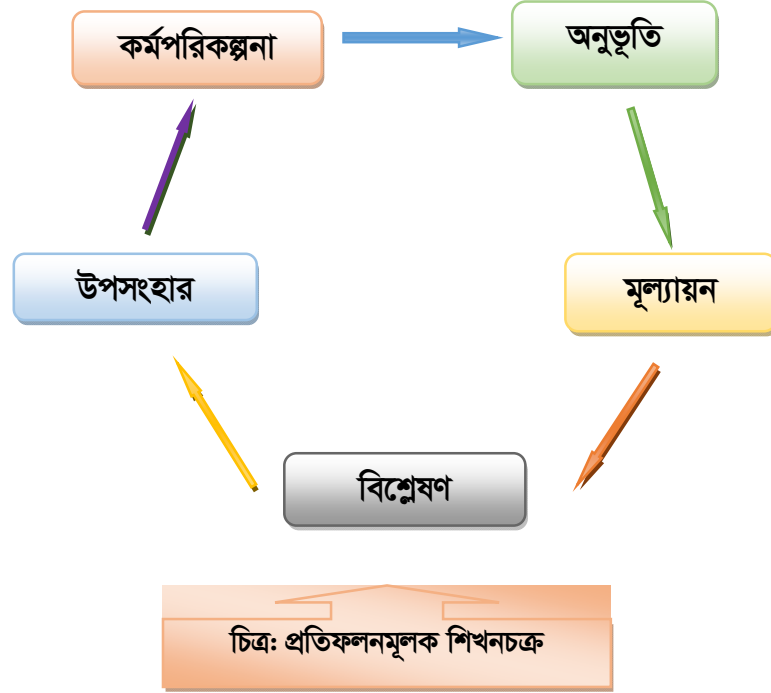 কর্মপরিকল্পনা
অনুভূতি
উপসংহার
মূল্যায়ন
বিশ্লেষণ
চিত্র: প্রতিফলনমূলক শিখনচক্র